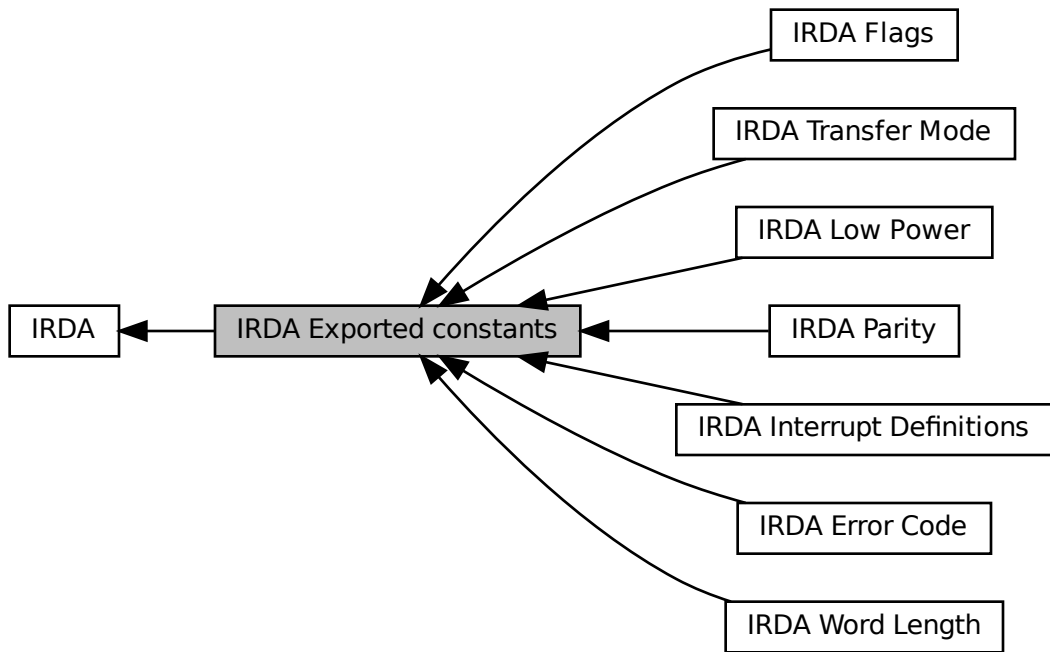 IRDA Flags
IRDA Transfer Mode
IRDA Low Power
IRDA
IRDA Exported constants
IRDA Parity
IRDA Interrupt Definitions
IRDA Error Code
IRDA Word Length